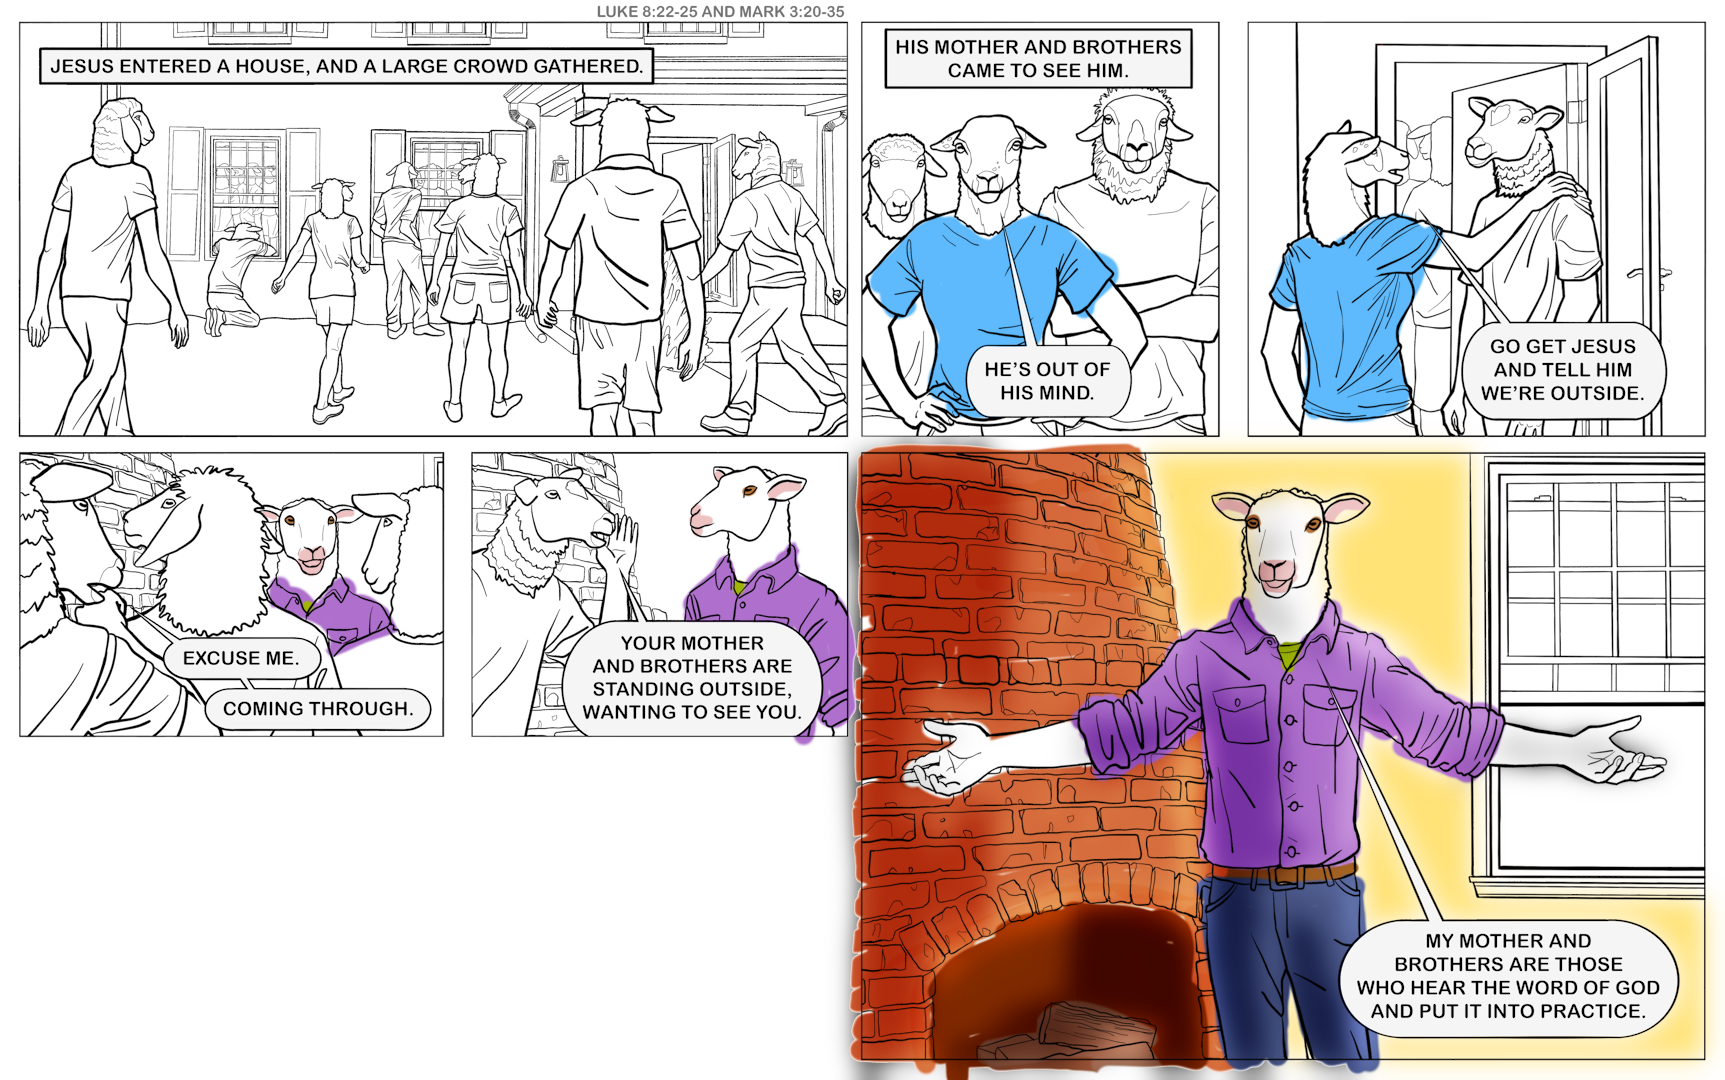 LUKE 8:22-25 AND MARK 3:20-35
JESUS ENTERED A HOUSE, AND A LARGE CROWD GATHERED.
HIS MOTHER AND BROTHERS
CAME TO SEE HIM.
HE'S OUT OF
HIS MIND.
GO GET JESUS
AND TELL HIM
WE'RE OUTSIDE.
EXCUSE ME.
COMING THROUGH.
YOUR MOTHER
AND BROTHERS ARE
STANDING OUTSIDE,
WANTING TO SEE YOU.
MY MOTHER AND
BROTHERS ARE THOSE
WHO HEAR THE WORD OF GOD
AND PUT IT INTO PRACTICE.